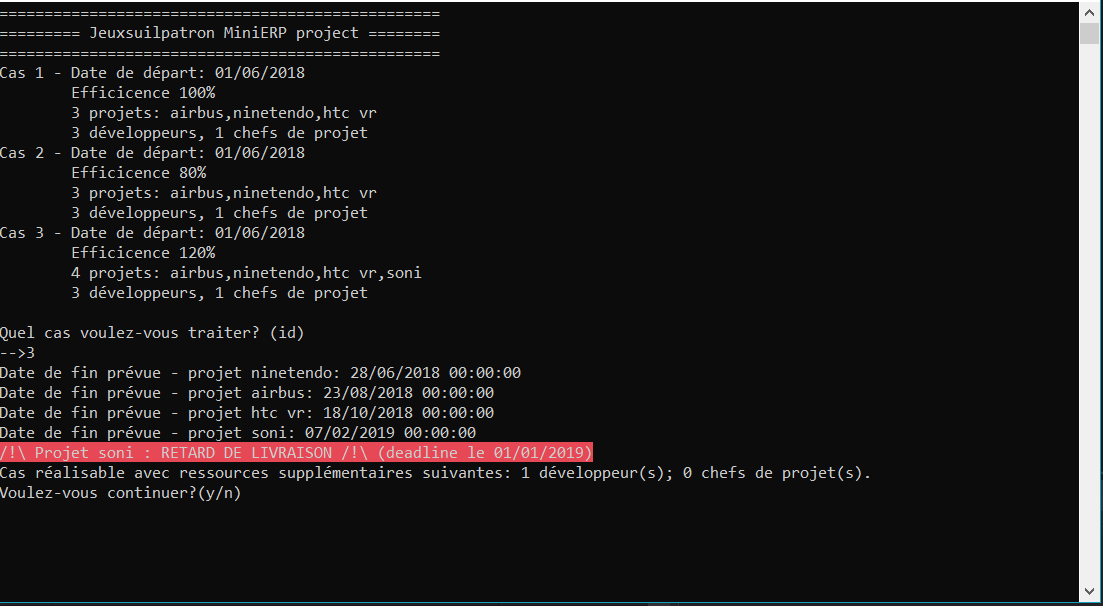 =================================================
========= Jeuxsuilpatron MiniERP project ========
=================================================
Cas 1 - Date de départ: 01/06/2018
        Efficicence 100%
        3 projets: airbus,ninetendo,htc vr
        3 développeurs, 1 chefs de projet
Cas 2 - Date de départ: 01/06/2018
        Efficicence 80%
        3 projets: airbus,ninetendo,htc vr
        3 développeurs, 1 chefs de projet
Cas 3 - Date de départ: 01/06/2018
        Efficicence 120%
        4 projets: airbus,ninetendo,htc vr,soni
        3 développeurs, 1 chefs de projet

Quel cas voulez-vous traiter? (id)
-->3
Date de fin prévue - projet ninetendo: 28/06/2018 00:00:00
Date de fin prévue - projet airbus: 23/08/2018 00:00:00
Date de fin prévue - projet htc vr: 18/10/2018 00:00:00
Date de fin prévue - projet soni: 07/02/2019 00:00:00
/!\ Projet soni : RETARD DE LIVRAISON /!\ (deadline le 01/01/2019)
Cas réalisable avec ressources supplémentaires suivantes: 1 développeur(s); 0 chefs de projet(s).
Voulez-vous continuer?(y/n)